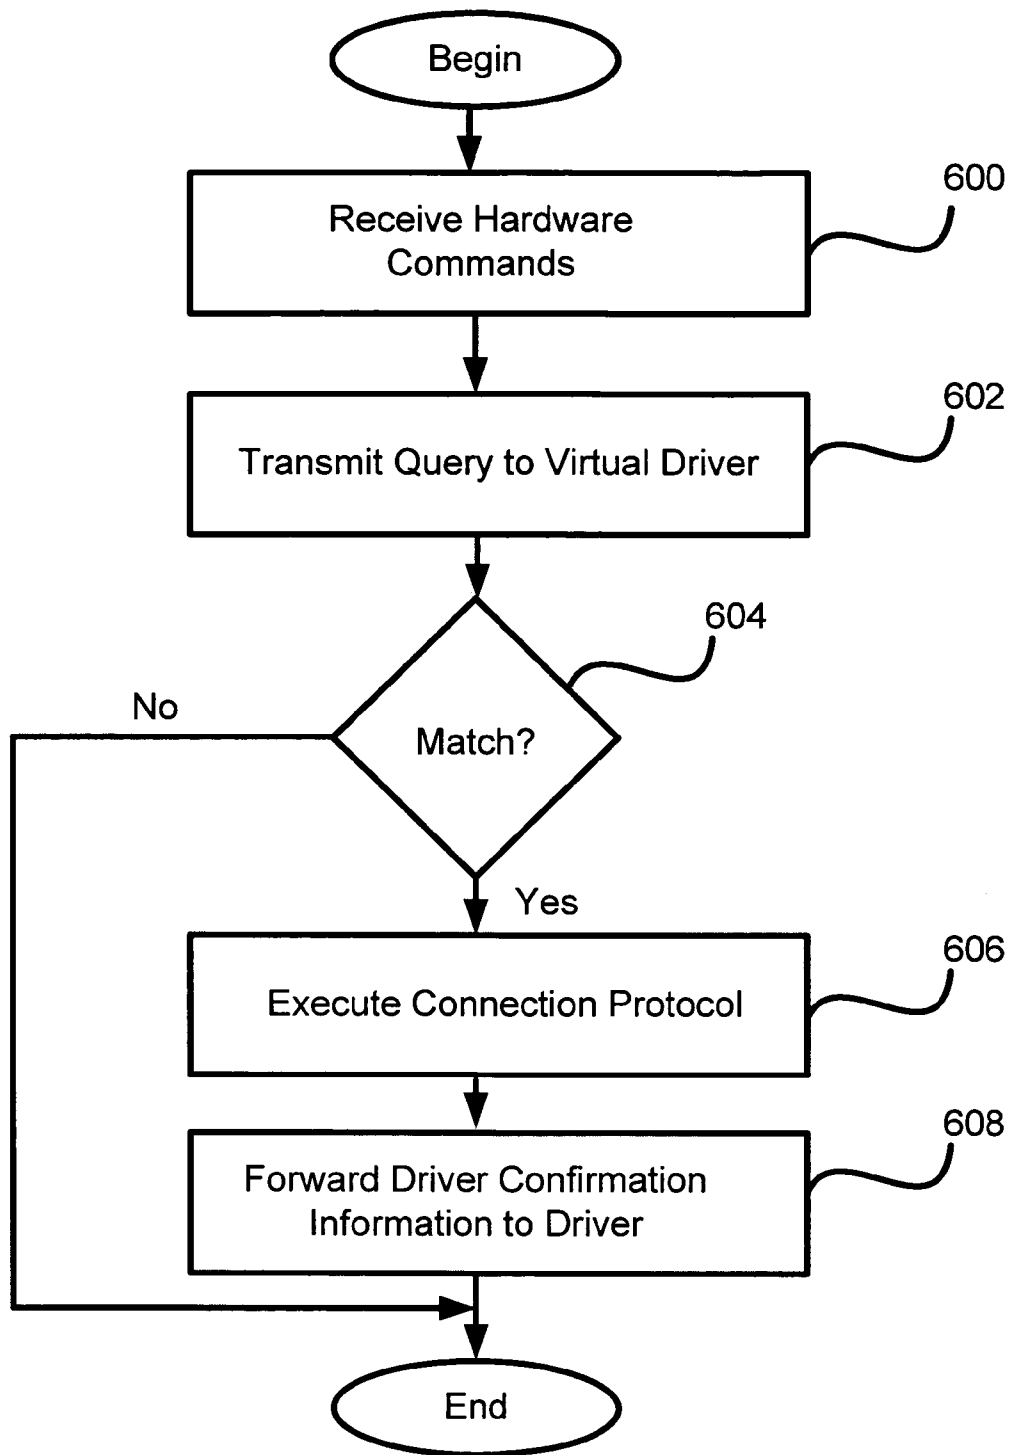 Begin
600
Receive Hardware
Commands
602
Transmit Query to Virtual Driver
604
No
Match?
Yes
606
Execute Connection Protocol
608
Forward Driver Confirmation
Information to Driver
End